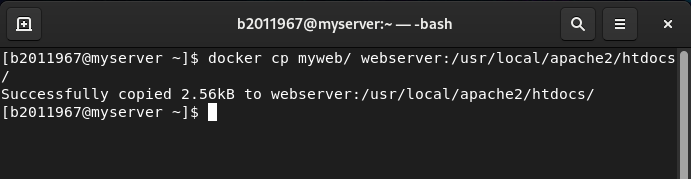 b2011967@myserver:~ — -bash
[b2011967@myserver ~]$ docker cp myweb/ webserver:/usr/local/apache2/htdocs
/
Successfully copied 2.56kB to webserver:/usr/local/apache2/htdocs/
[b2011967@myserver ~]$